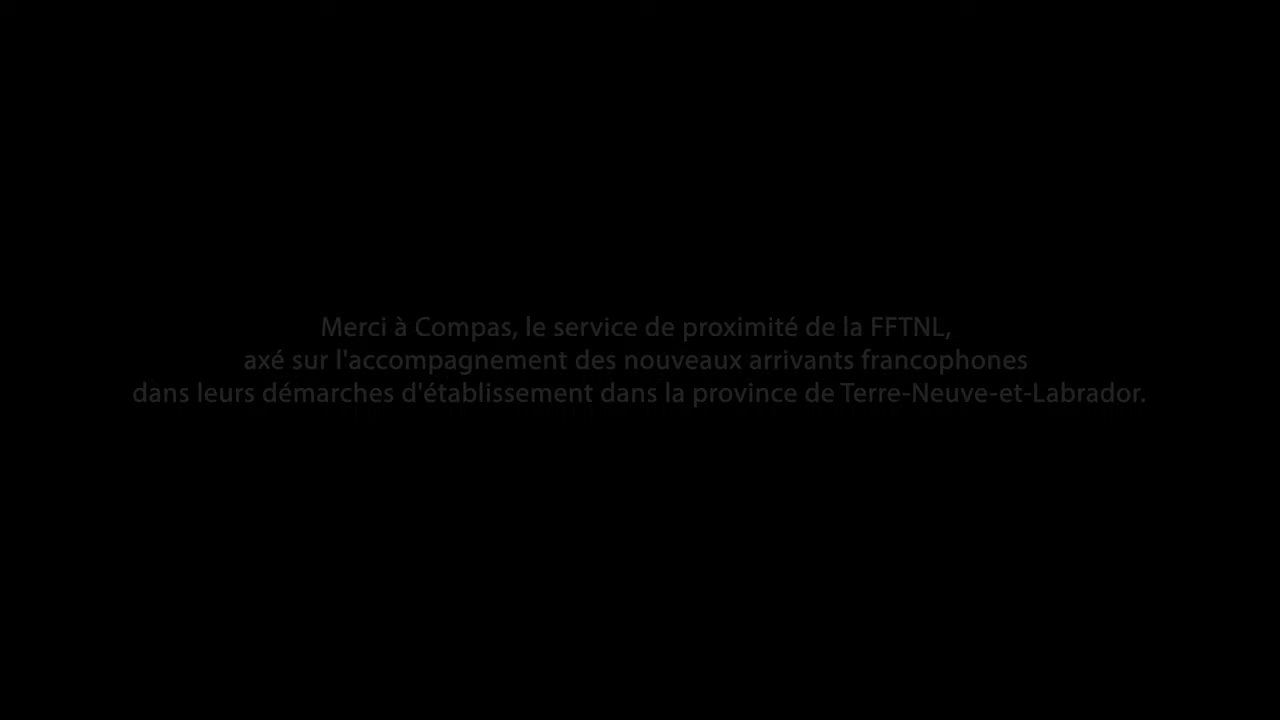 Merci à Compas, le service de proximité de la FFTNL,
axé sur l'accompagnement des nouveaux arrivants francophones
dans leurs démarches d'établissement dans la province de Terre-Neuve-et-Labrador.